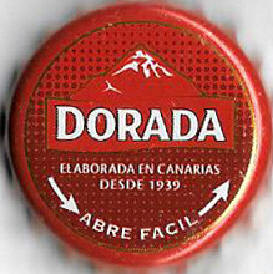 DORADA
ELABORADA EN CANARIAS
DESDE 1939
ABRE FACIL